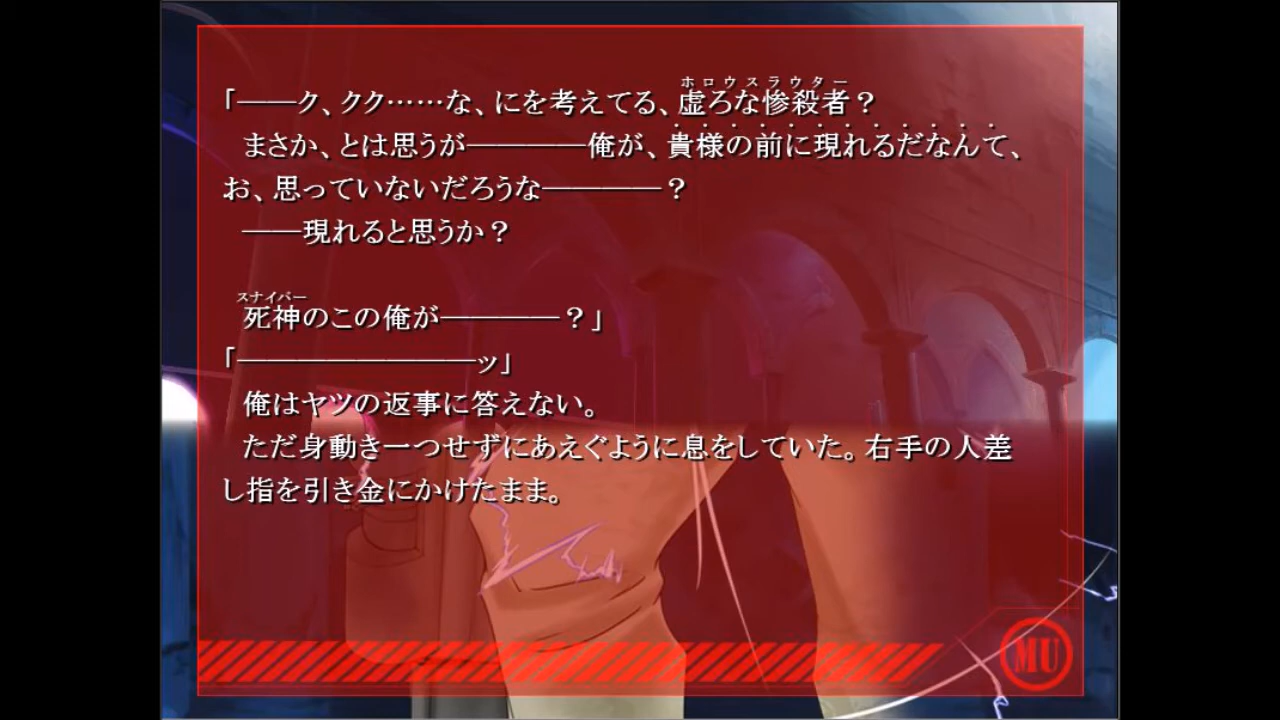 ホロウスラウター
「――ク、クク……な、にを考えてる、虚ろな惨殺者?
まさか、とは思うが――――俺が、貴様の前に現れるだなんて、
お、思っていないだろうな――――?
――現れると思うか?
スナイパー
死神のこの俺が――――?」
「――――――――ッ」
俺はヤツの返事に答えない。
ただ身動き一つせずにあえぐように息をしていた。右手の人差
し指を引き金にかけたまま。
MU